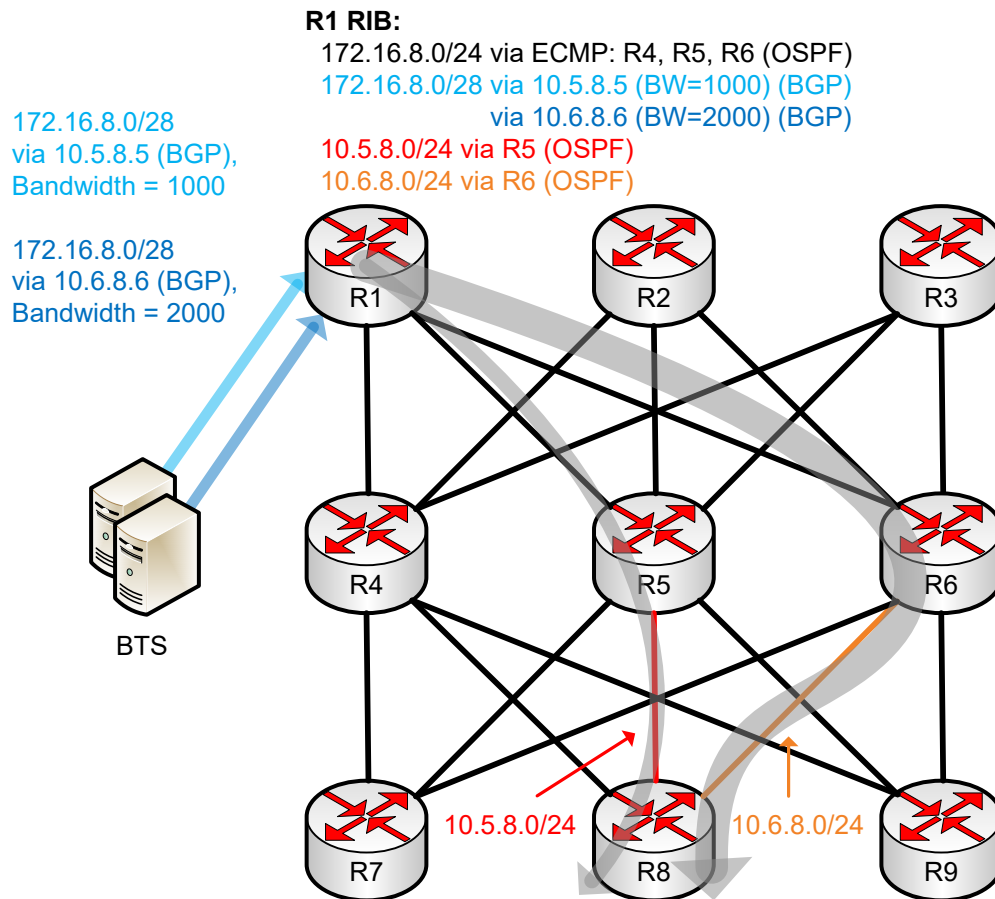 R1 RIB:
172.16.8.0/24 via ECMP: R4, R5, R6 (OSPF)
172.16.8.0/28 via 10.5.8.5 (BW=1000) (BGP)
via 10.6.8.6 (BW=2000) (BGP)
10.5.8.0/24 via R5 (OSPF)
10.6.8.0/24 via R6 (OSPF)
172.16.8.0/28
via 10.5.8.5 (BGP),
Bandwidth = 1000
172.16.8.0/28
via 10.6.8.6 (BGP),
Bandwidth = 2000
R1
R2
R3
R4
R5
R6
BTS
10.5.8.0/24
10.6.8.0/24
R7
R8
R9